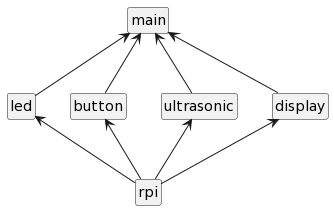 main
led
button
ultrasonic
display
rpi